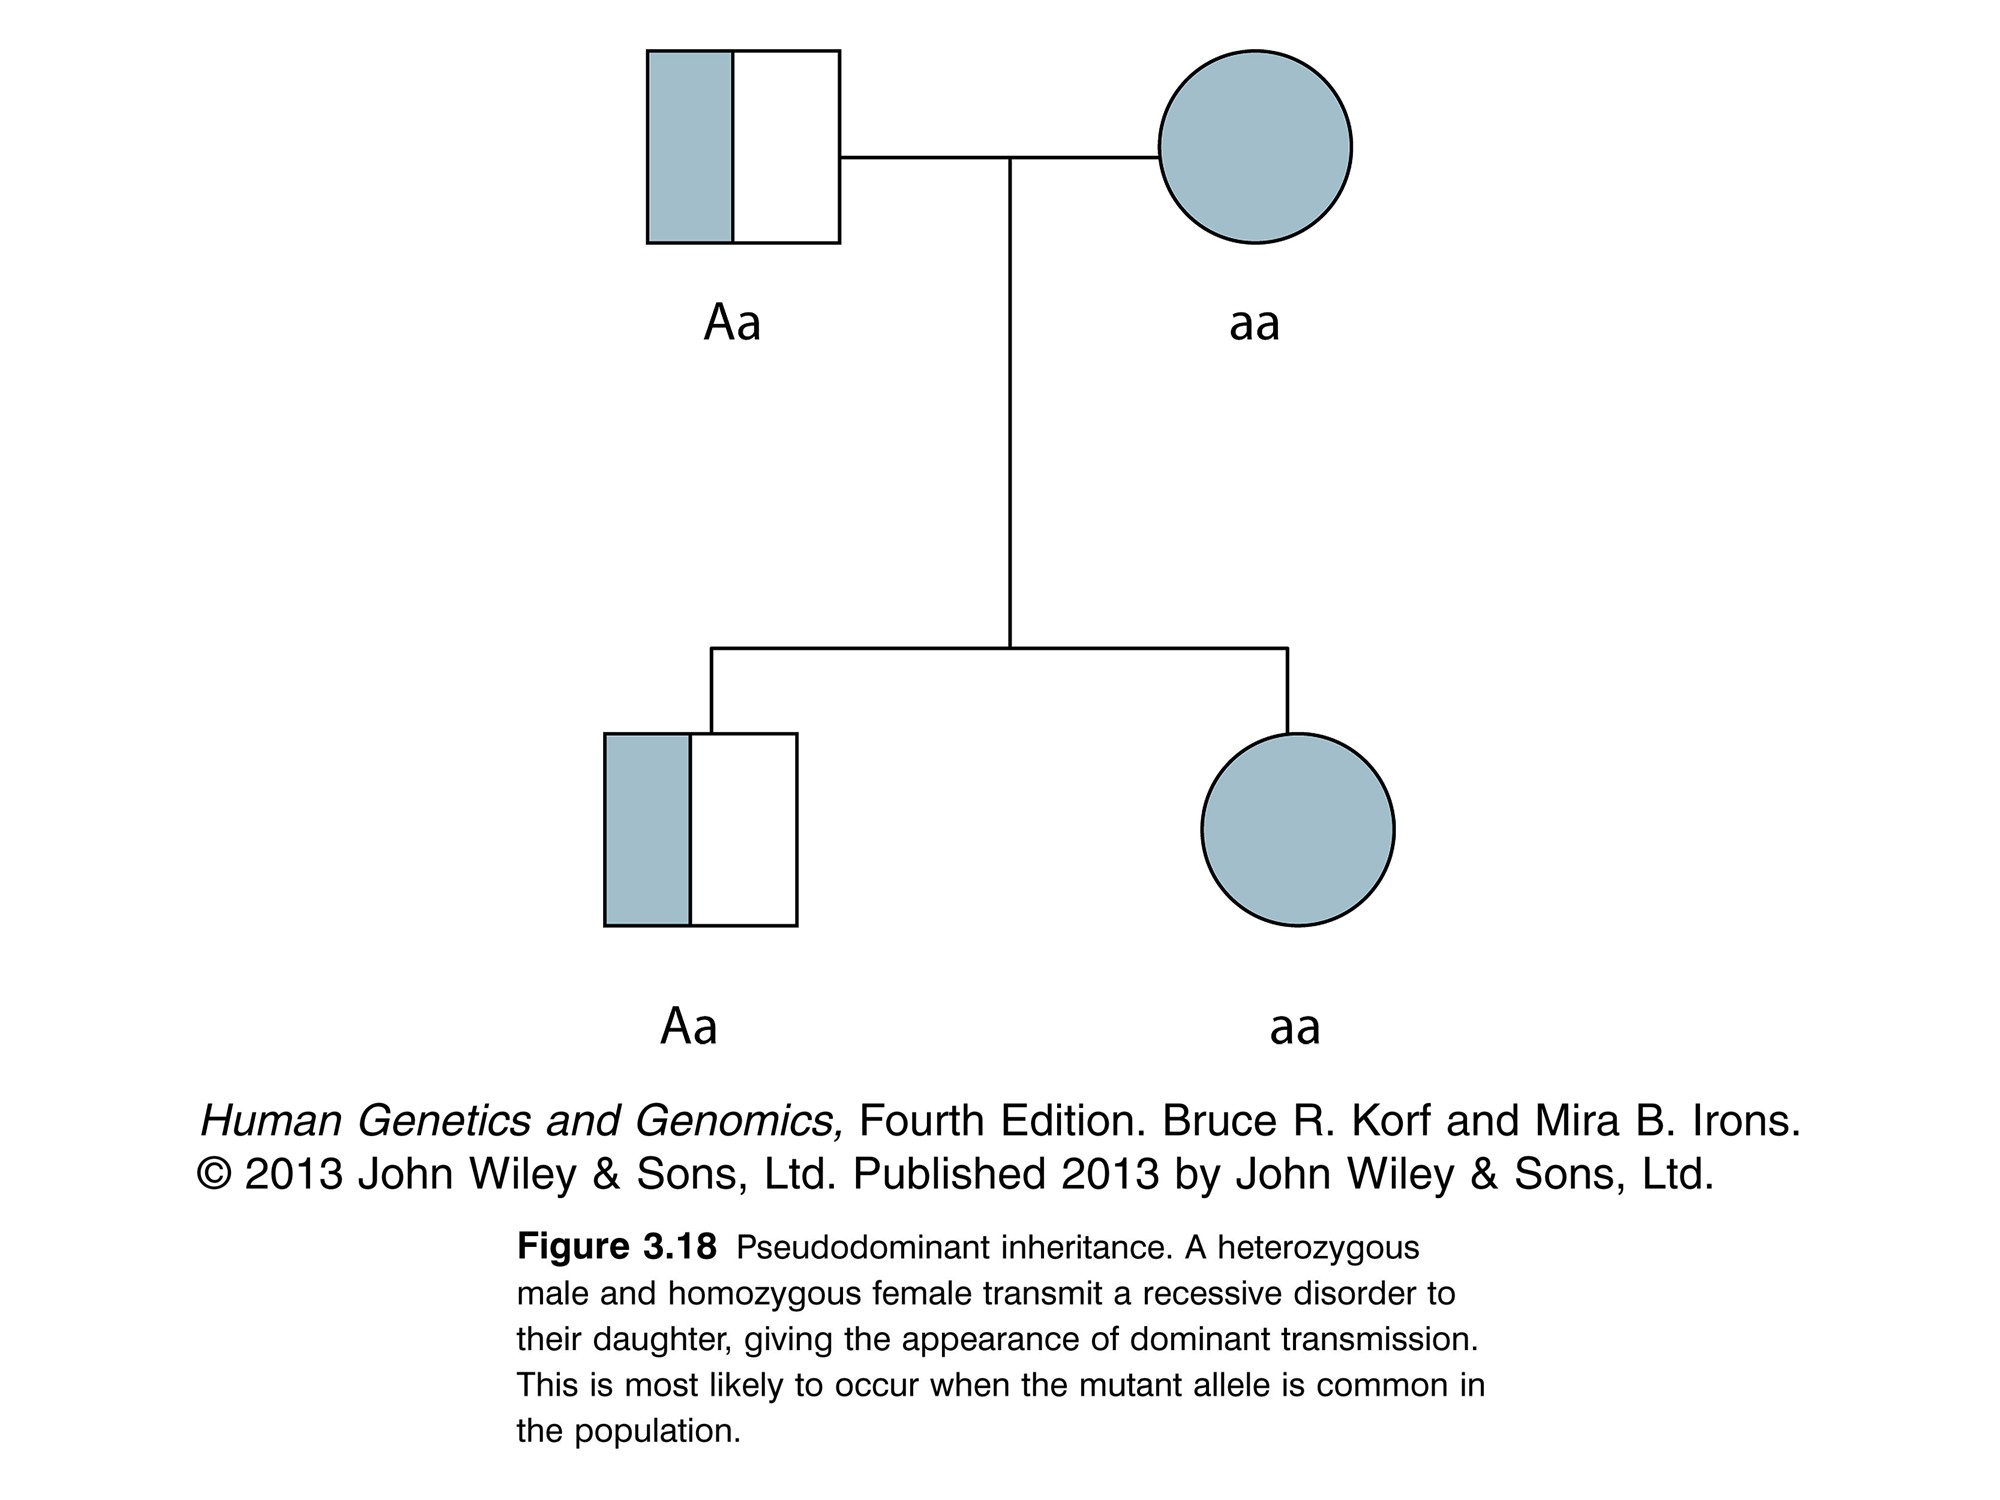 Aa aa
Aa aa
Human Genetics and Genomics, Fourth Edition. Bruce R. Korf and Mira B. Irons.
© 2013 John Wiley & Sons, Ltd. Published 2013 by John Wiley & Sons, Ltd.
Figure 3.18 Pseudodominant inheritance. A heterozygous
male and homozygous female transmit a recessive disorder to
their daughter, giving the appearance of dominant transmission.
This is most likely to occur when the mutant allele is common in
the population.